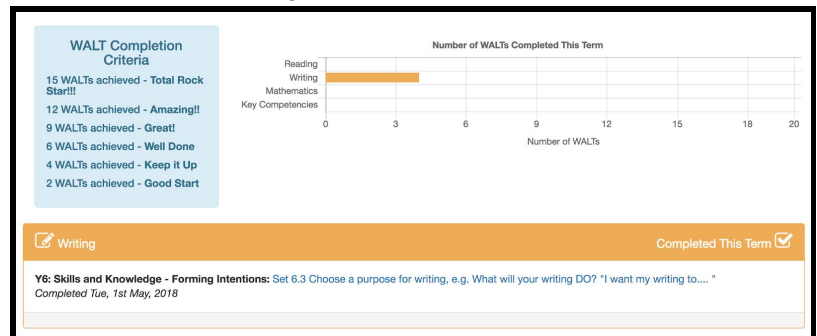 WALT Completion
Criteria
15 WALTs achieved - Total Rock
Star!!!
12 WALTs achieved - Amazing!!
9 WALTs achieved - Great!
6 WALTs achieved - Well Done
4 WALTs achieved - Keep it Up
2 WALTs achieved - Good Start
Number of WALTs Completed This Term
Reading
Writing
Mathematics
Key Competencies
0 3 6 9 12 15 18 20
Number of WALTs
Writing
Completed This Term
Y6: Skills and Knowledge - Forming Intentions: Set 6.3 Choose a purpose for writing, e.g. What will your writing DO? "I want my writing to.... "
Completed Tue, 1st May, 2018